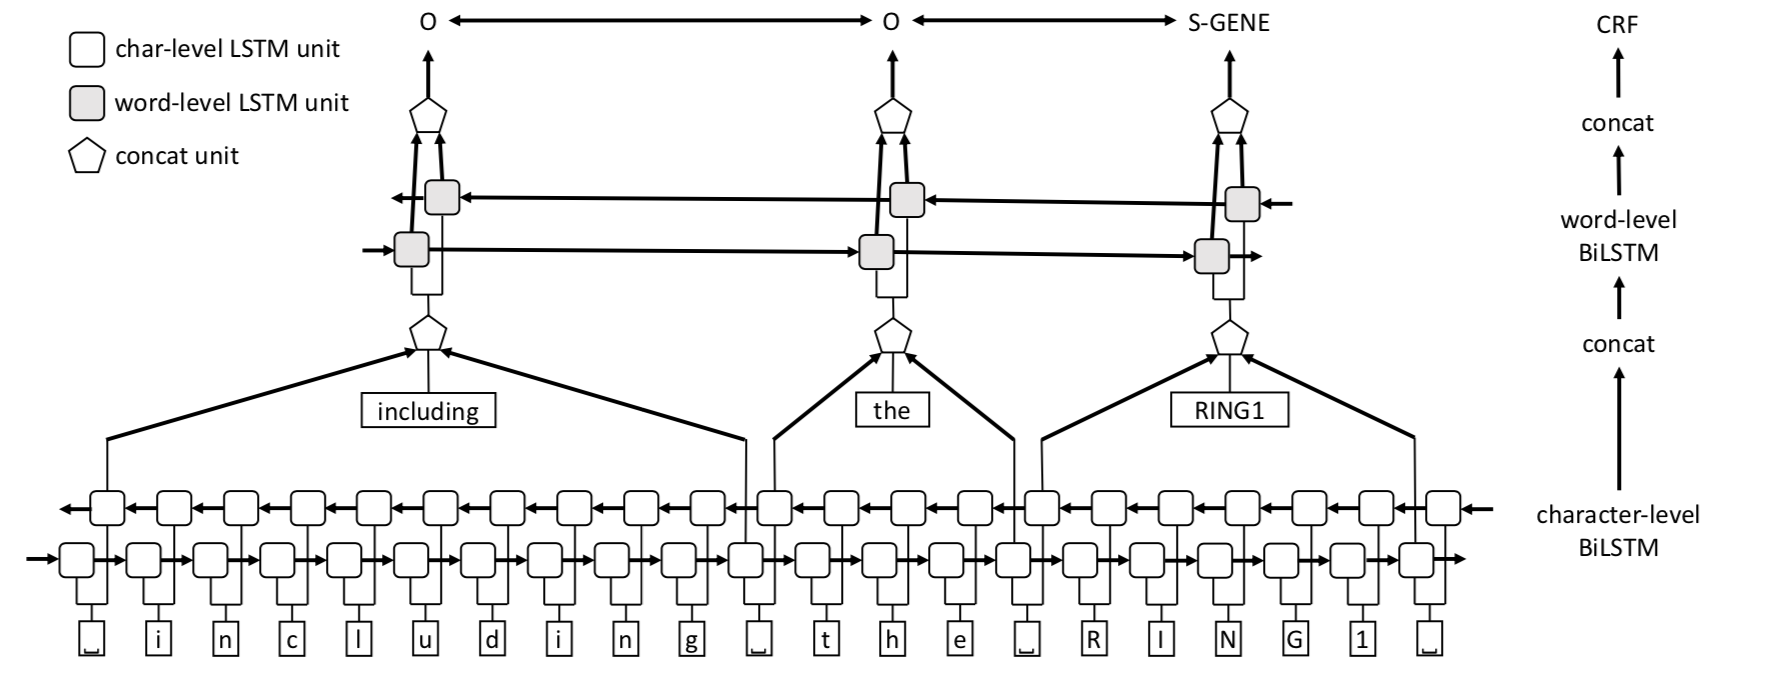 O O S-GENE CRF
char-level LSTM unit
word-level LSTM unit
concat unit
concat
word-level
BiLSTM
concat
including the RING1
character-level
BiLSTM
␣ i n c l u d i n g ␣ t h e ␣ R I N G 1 ␣